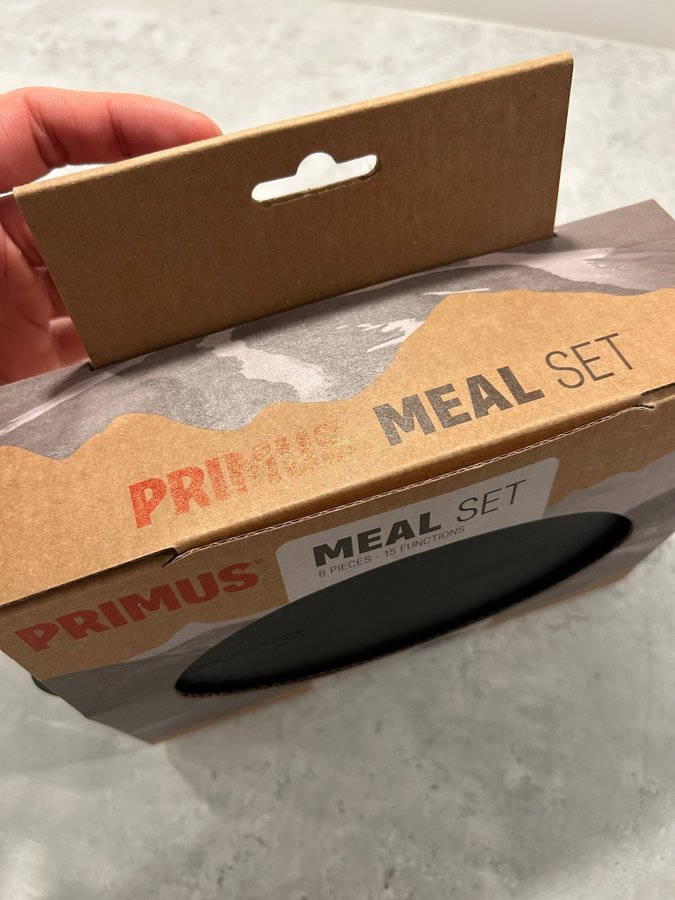 PRIMUS MEAL SET
MEAL SET
8 PIECES - 15 FUNCTIONS
PRIMUS®